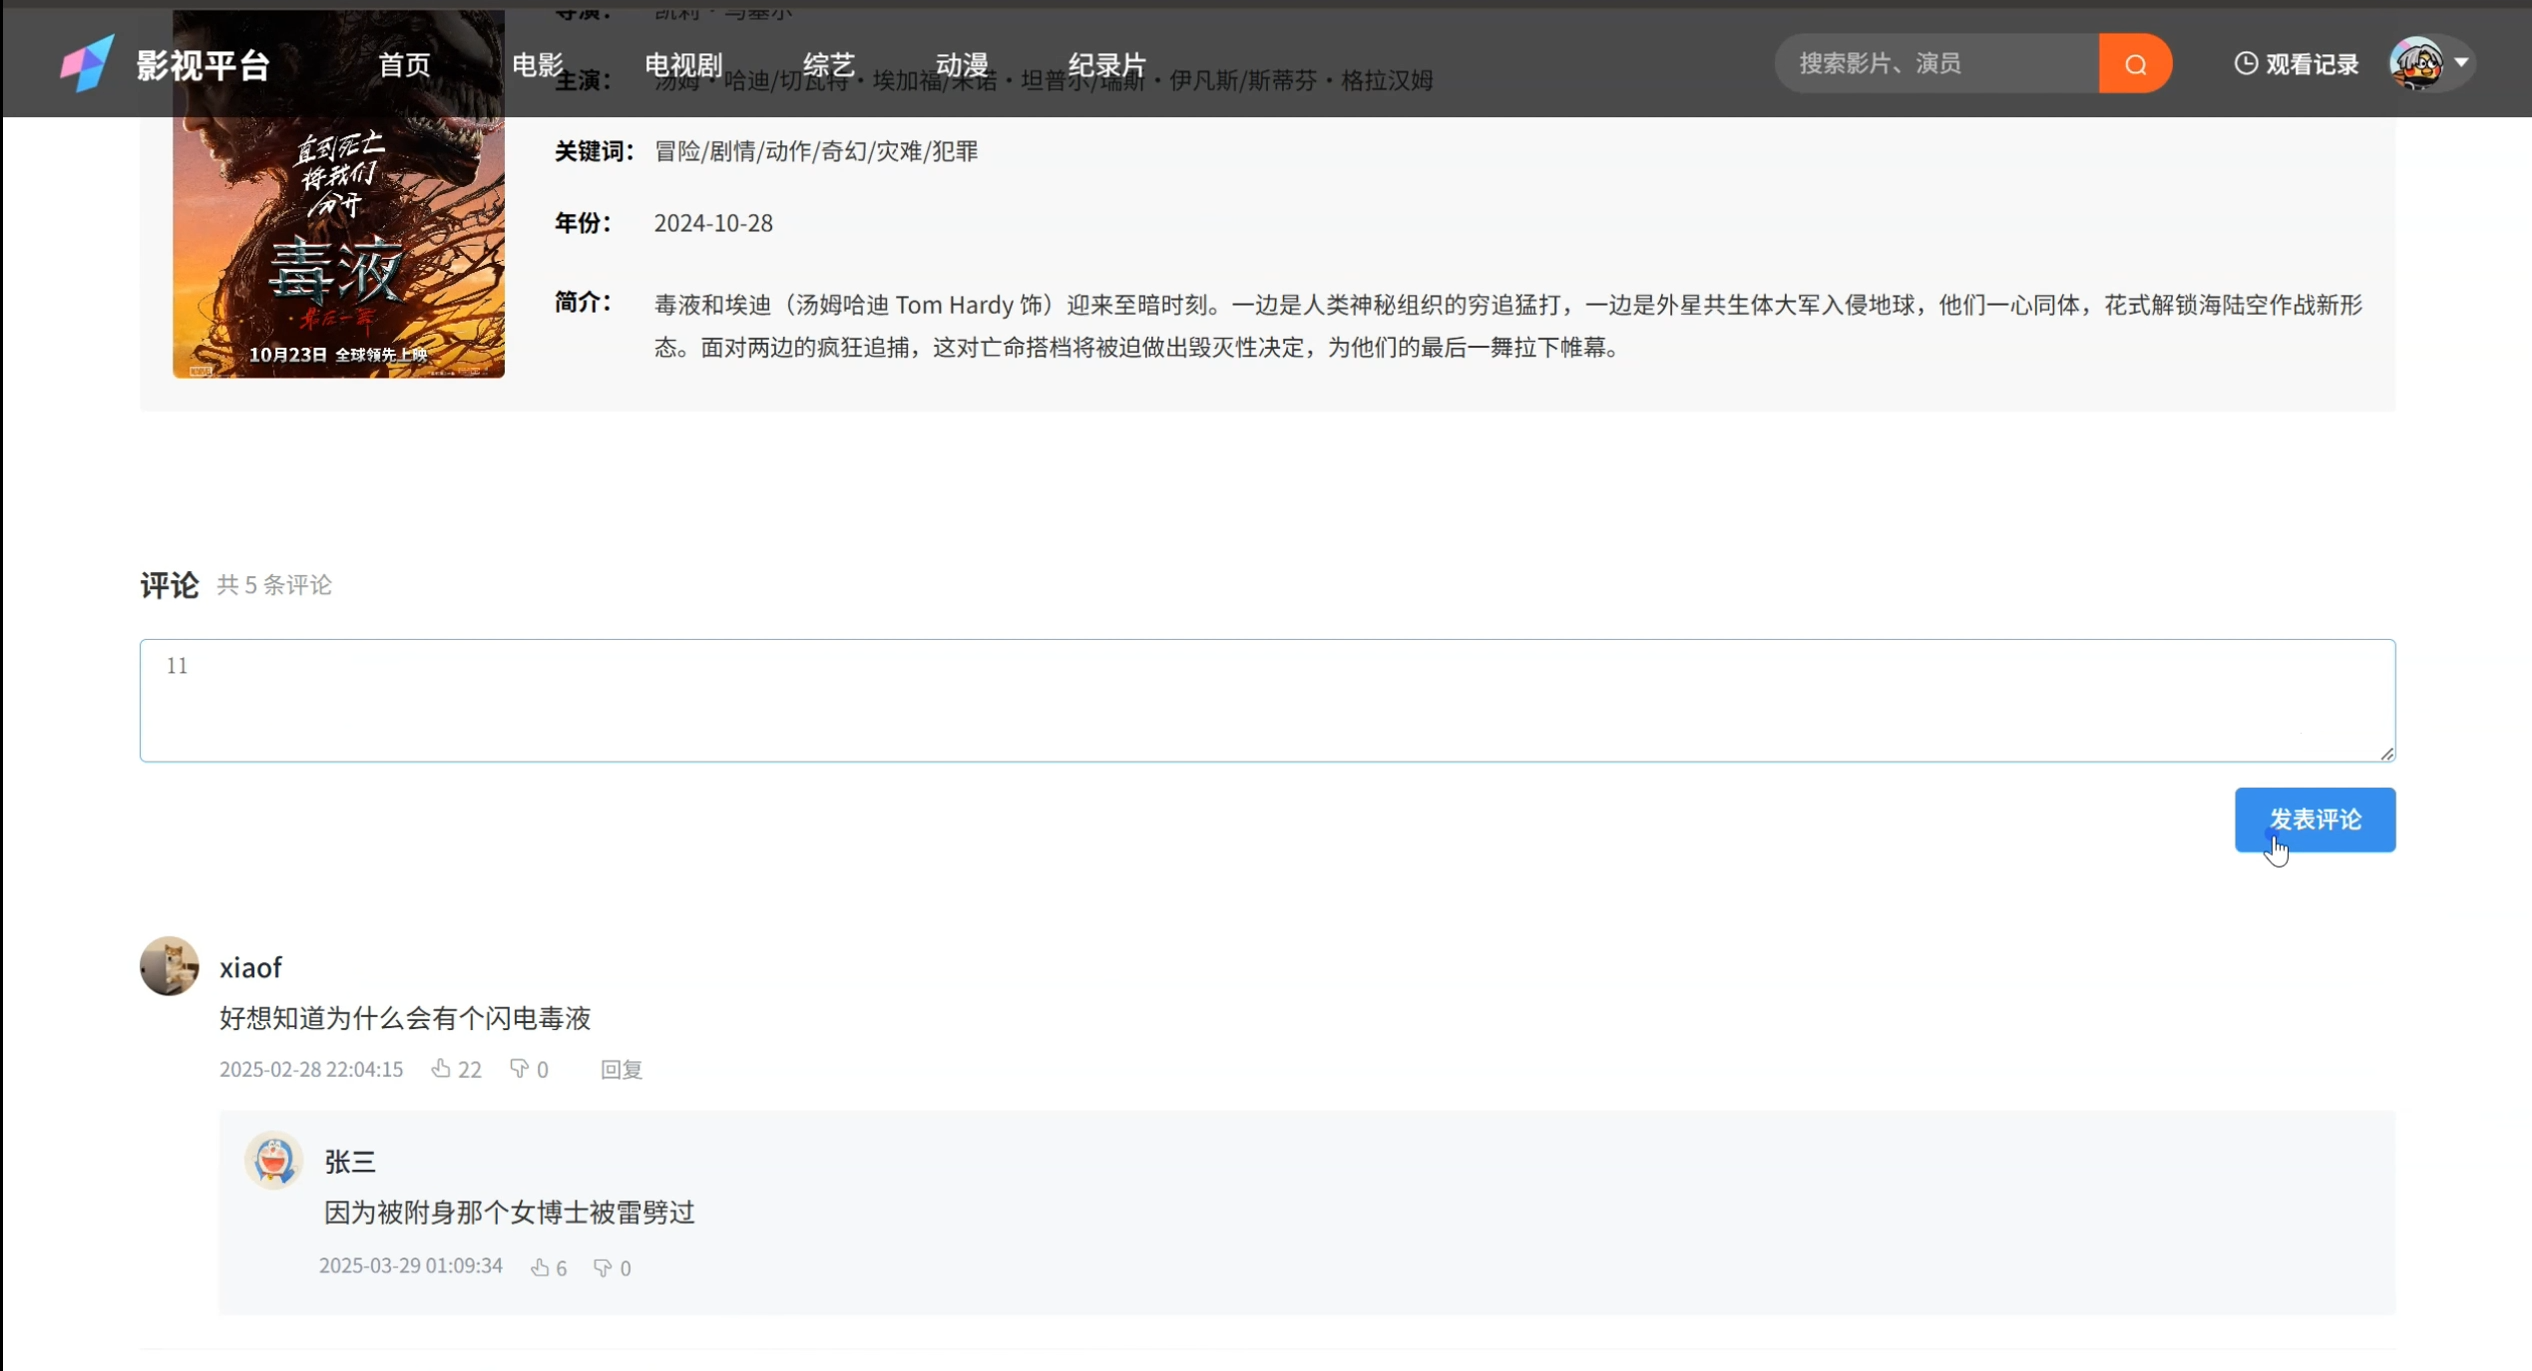 影视平台 首页 电影 电视剧 综艺 动漫 纪录片 搜索影片、演员 观看记录
主演： 汤姆·哈迪/切瓦特·埃加福/朱诺·坦普尔/瑞斯·伊凡斯/斯蒂芬·格拉汉姆
直到死亡
将我们
分开
毒液
·最后一舞
10月23日 全球领先上映
关键词： 冒险/剧情/动作/奇幻/灾难/犯罪
年份： 2024-10-28
简介： 毒液和埃迪（汤姆哈迪 Tom Hardy 饰）迎来至暗时刻。一边是人类神秘组织的穷追猛打，一边是外星共生体大军入侵地球，他们一心同体，花式解锁海陆空作战新形
态。面对两边的疯狂追捕，这对亡命搭档将被迫做出毁灭性决定，为他们的最后一舞拉下帷幕。
评论 共 5 条评论
11
发表评论
xiaof
好想知道为什么会有个闪电毒液
2025-02-28 22:04:15 22 0 回复
张三
因为被附身那个女博士被雷劈过
2025-03-29 01:09:34 6 0